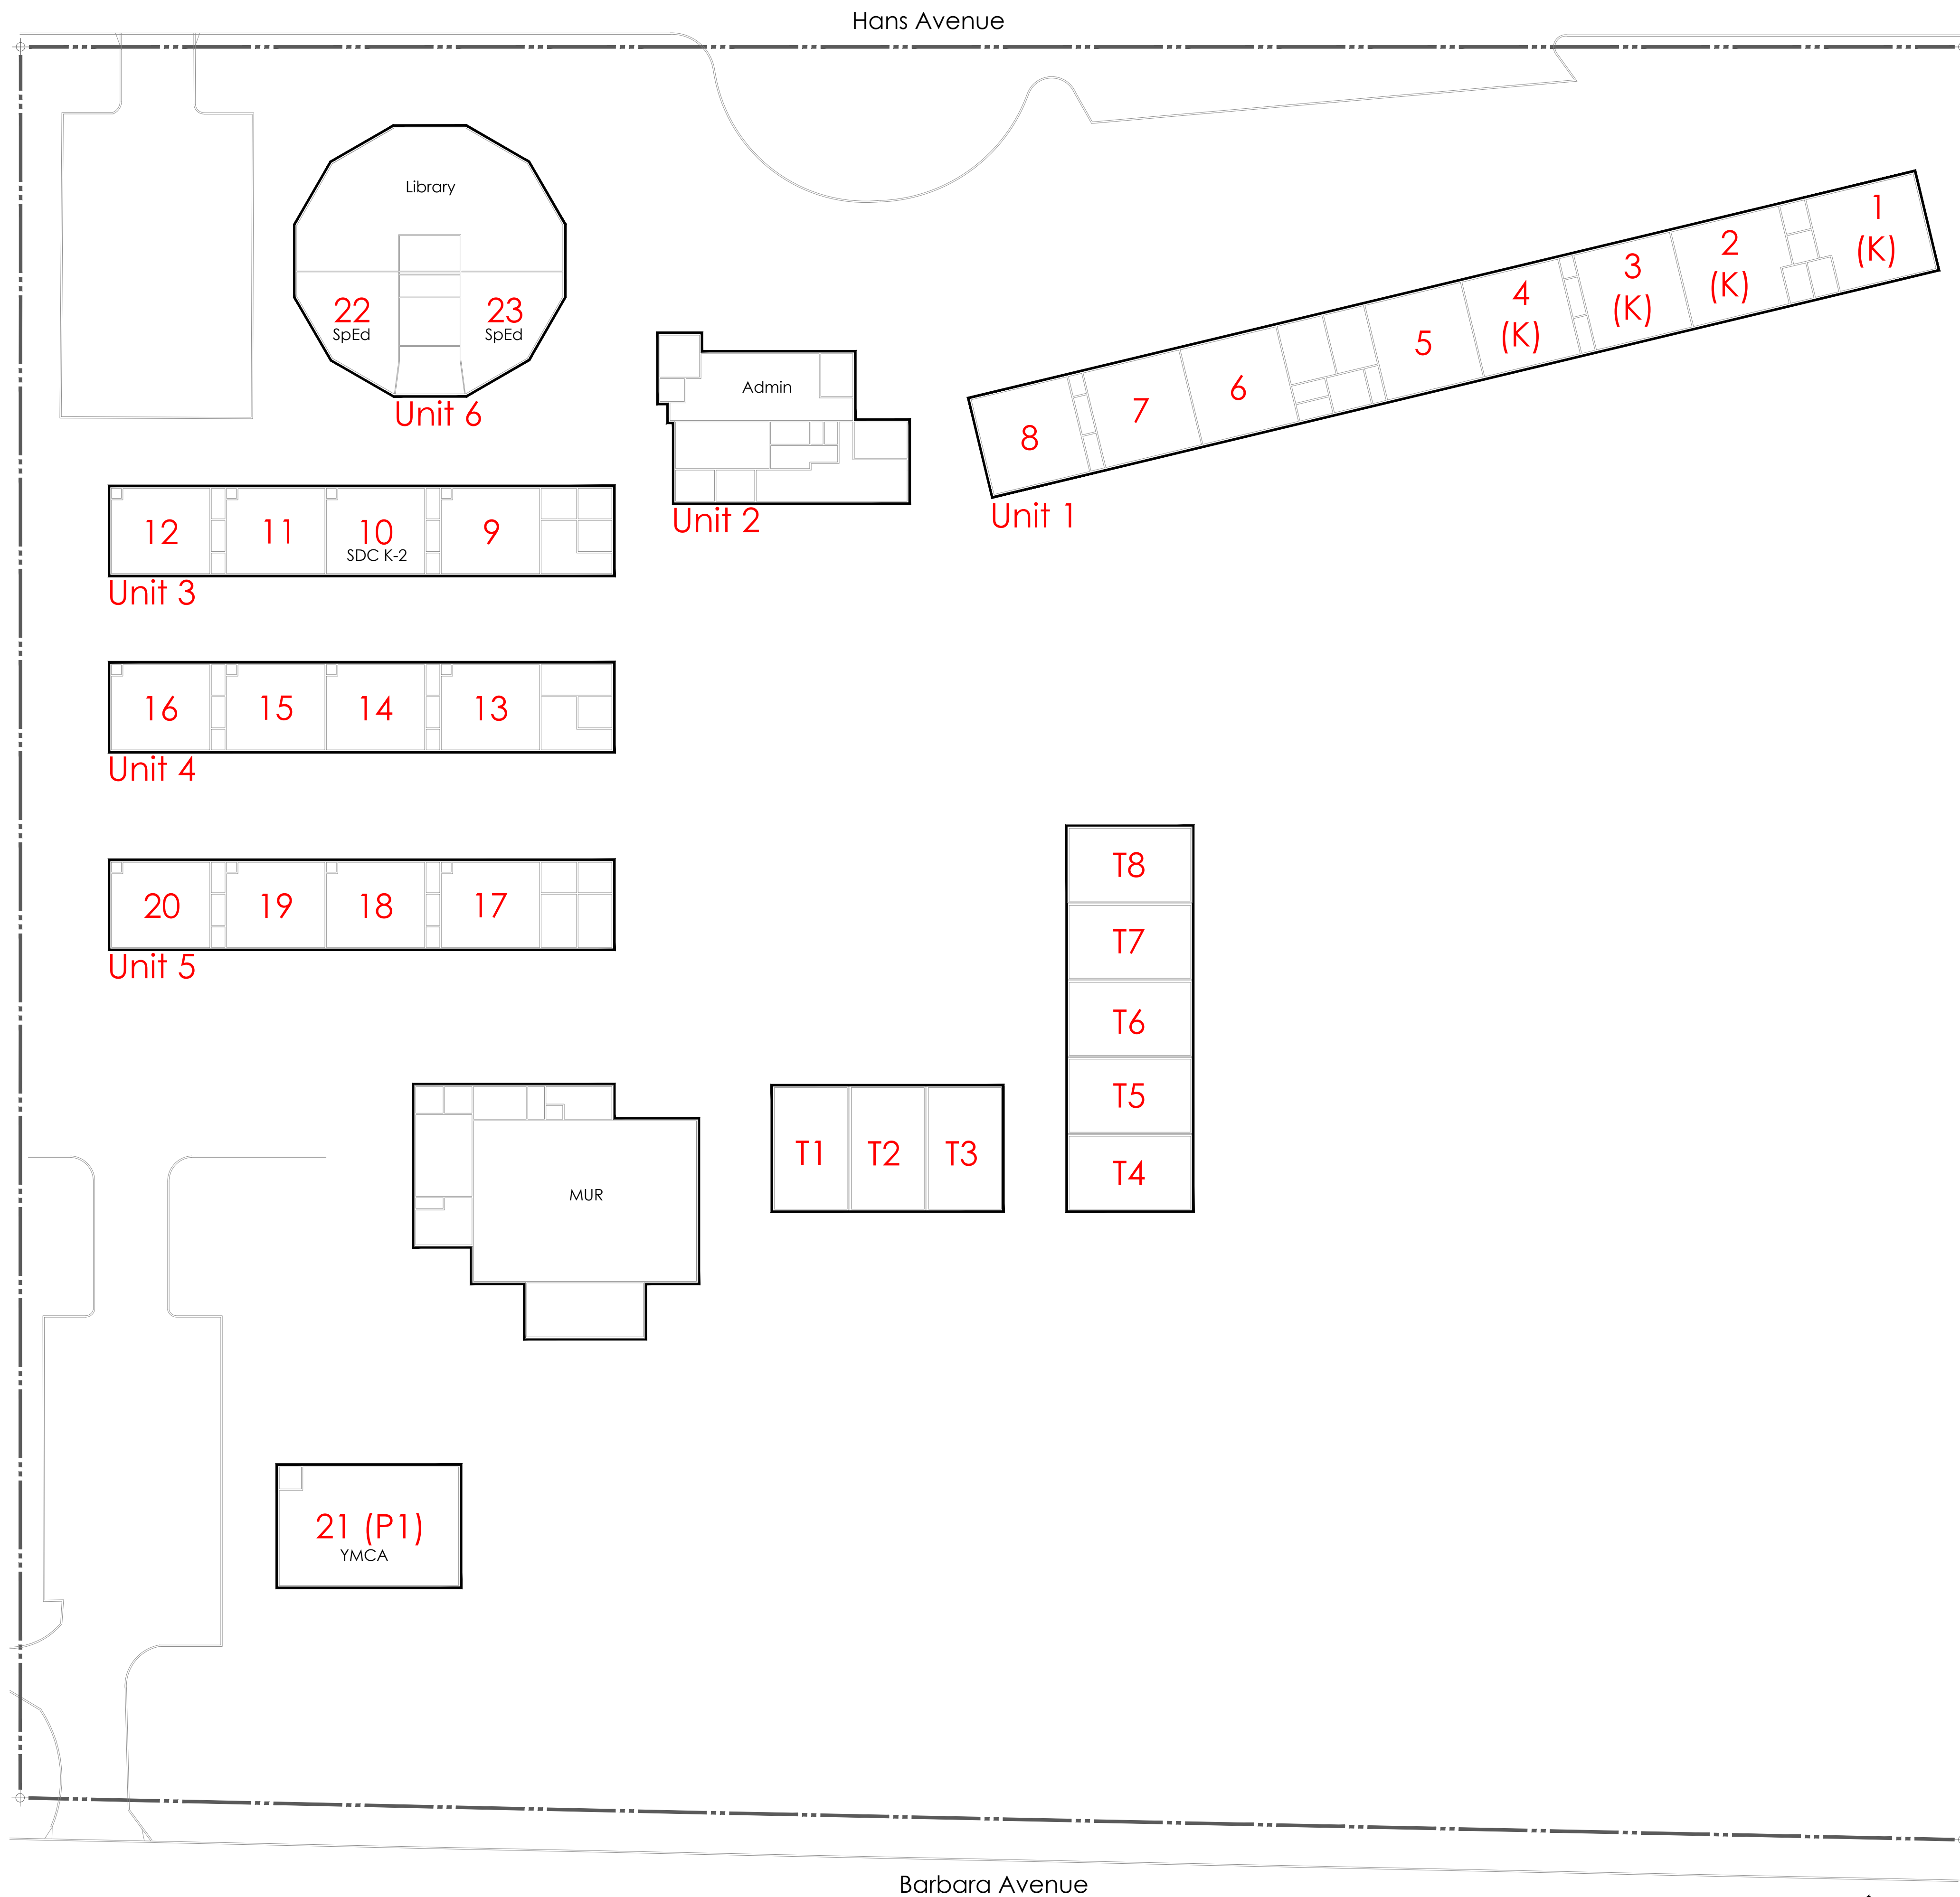 Hans Avenue
Library
22
SpEd
23
SpEd
Unit 6
Admin
Unit 2
1
(K)
2
(K)
3
(K)
4
(K)
5
6
7
8
Unit 1
12
11
10
SDC K-2
9
Unit 3
16
15
14
13
Unit 4
20
19
18
17
Unit 5
T8
T7
T6
T5
T4
T1
T2
T3
MUR
21 (P1)
YMCA
Barbara Avenue